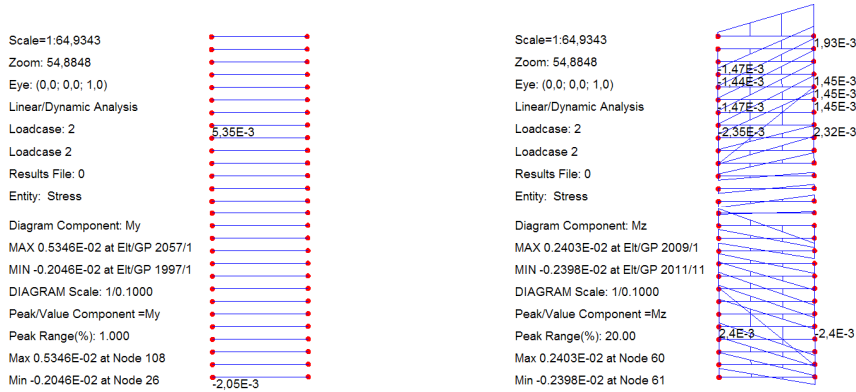 Scale=1:64,9343
Zoom: 54,8848
Eye: (0,0; 0,0; 1,0)
Linear/Dynamic Analysis
Loadcase: 2
Loadcase 2
Results File: 0
Entity: Stress
Diagram Component: My
MAX 0.5346E-02 at Elt/GP 2057/1
MIN -0.2046E-02 at Elt/GP 1997/1
DIAGRAM Scale: 1/0.1000
Peak/Value Component =My
Peak Range(%): 1.000
Max 0.5346E-02 at Node 108
Min -0.2046E-02 at Node 26
5,35E-3
-2,05E-3
Scale=1:64,9343
Zoom: 54,8848
Eye: (0,0; 0,0; 1,0)
Linear/Dynamic Analysis
Loadcase: 2
Loadcase 2
Results File: 0
Entity: Stress
Diagram Component: Mz
MAX 0.2403E-02 at Elt/GP 2009/1
MIN -0.2398E-02 at Elt/GP 2011/11
DIAGRAM Scale: 1/0.1000
Peak/Value Component =Mz
Peak Range(%): 20.00
Max 0.2403E-02 at Node 60
Min -0.2398E-02 at Node 61
1,93E-3
-1,47E-3
-1,44E-3 1,45E-3
1,45E-3
-1,47E-3 1,45E-3
-2,35E-3 2,32E-3
2,4E-3 -2,4E-3